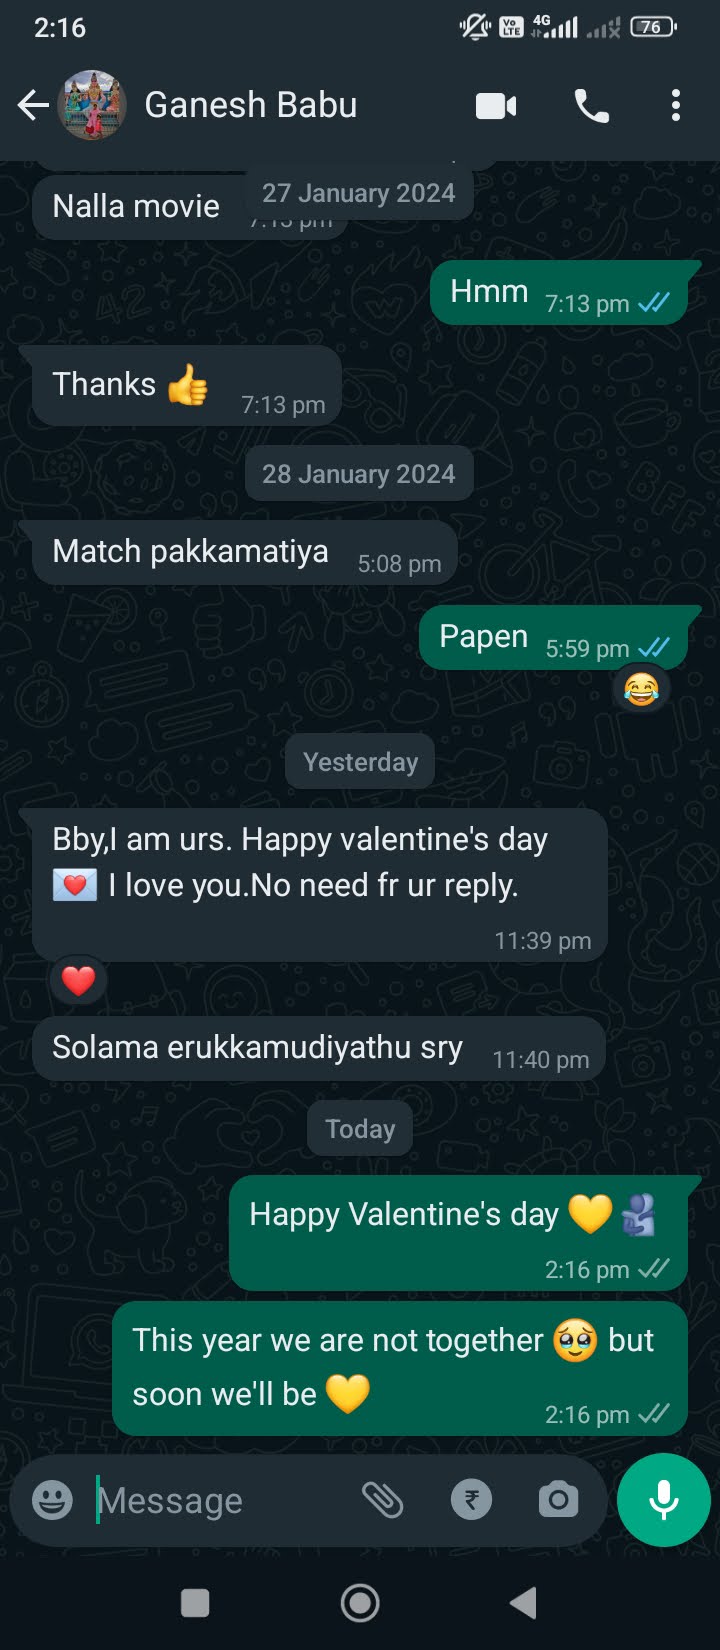 2:16
Vo LTE 4G 76
Ganesh Babu
27 January 2024
Nalla movie 7:13 pm
Hmm 7:13 pm
Thanks 👍 7:13 pm
28 January 2024
Match pakkamatiya 5:08 pm
Papen 5:59 pm
😂
Yesterday
Bby,I am urs. Happy valentine's day
💌 I love you.No need fr ur reply.
11:39 pm
❤️
Solama erukkamudiyathu sry 11:40 pm
Today
Happy Valentine's day 💛🫂
2:16 pm
This year we are not together 🥹 but
soon we'll be 💛 2:16 pm
Message ₹